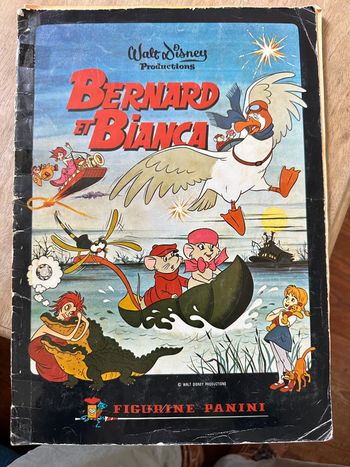 Walt Disney
Productions
BERNARD
ET
BIANCA
© WALT DISNEY PRODUCTIONS
FIGURINE PANINI